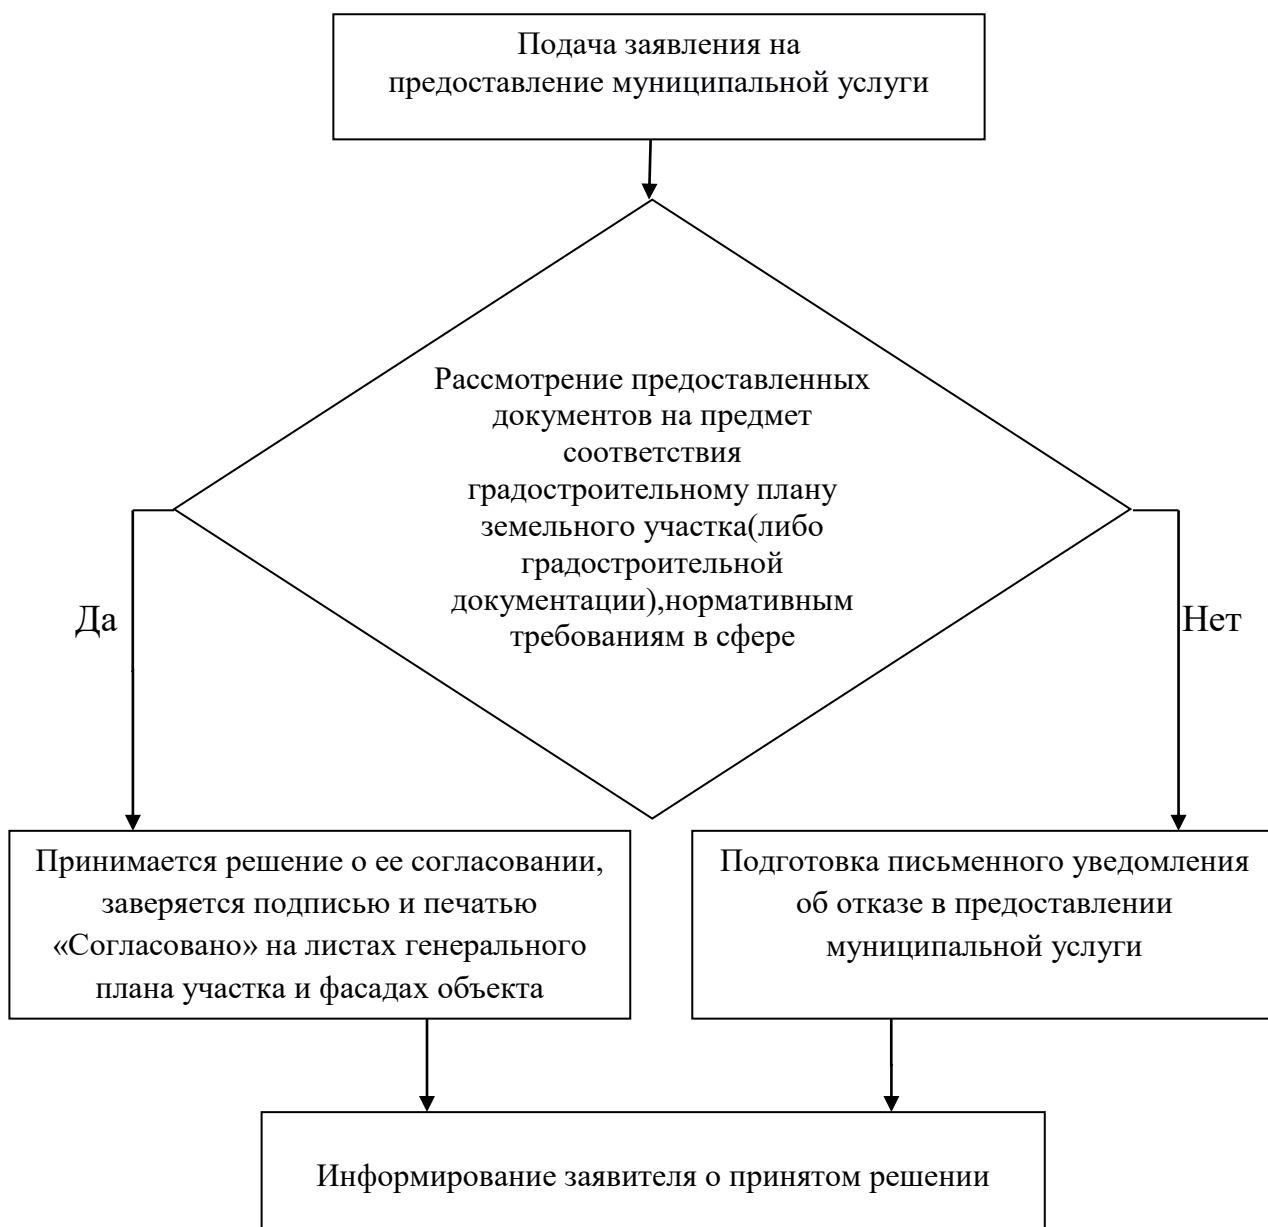 Подача заявления на
предоставление муниципальной услуги
Рассмотрение предоставленных
документов на предмет
соответствия
градостроительному плану
земельного участка(либо
градостроительной
документации),нормативным
требованиям в сфере
Да
Нет
Принимается решение о ее согласовании,
заверяется подписью и печатью
«Согласовано» на листах генерального
плана участка и фасадах объекта
Подготовка письменного уведомления
об отказе в предоставлении
муниципальной услуги
Информирование заявителя о принятом решении